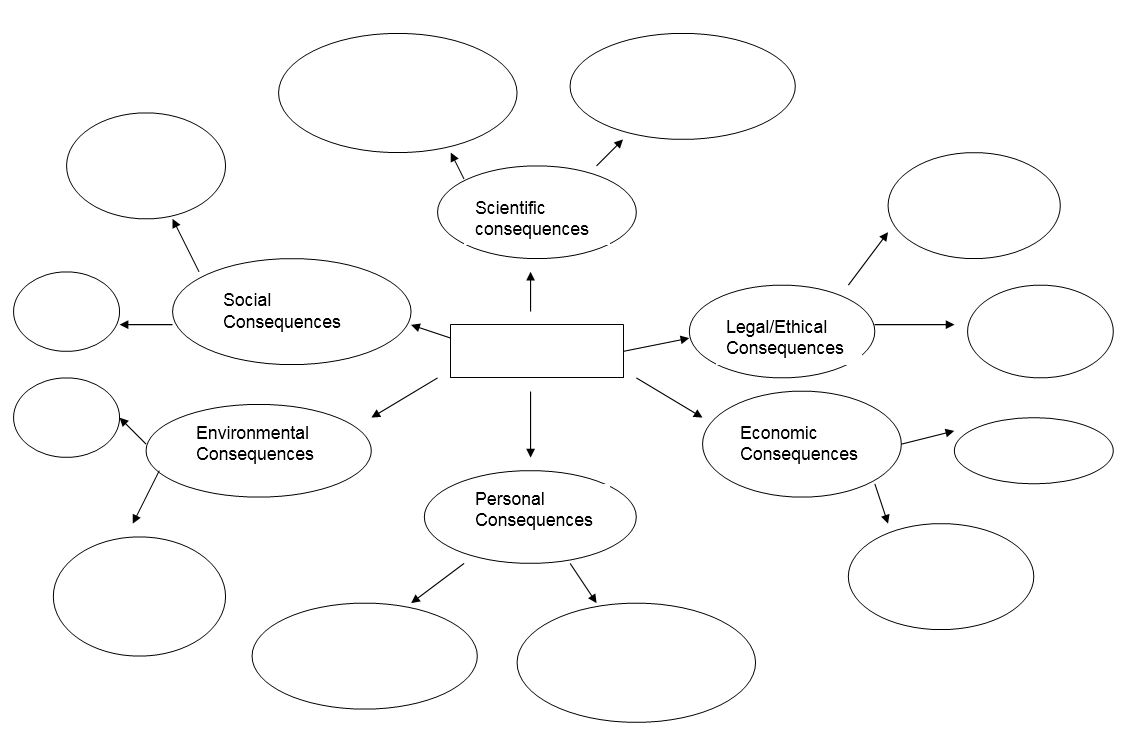 Scientific
consequences
Social
Consequences
Legal/Ethical
Consequences
Environmental
Consequences
Economic
Consequences
Personal
Consequences